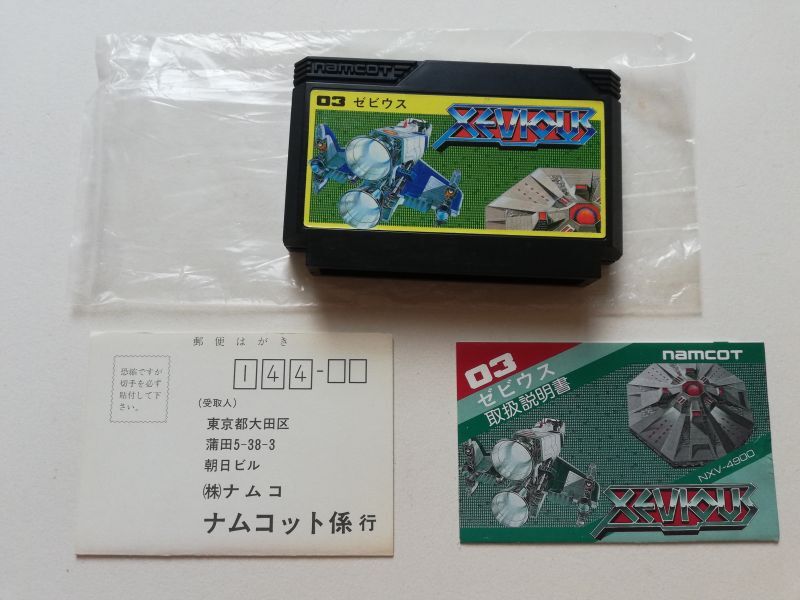 namcot
03 ゼビウス
XEVIOUS
郵便はがき
恐縮ですが
切手を必ず
貼付して下
さい。
144-□□
(受取人)
東京都大田区
蒲田5-38-3
朝日ビル
㈱ナムコ
ナムコット係 行
03
ゼビウス
取扱説明書
namcot
NXV-4900
XEVIOUS